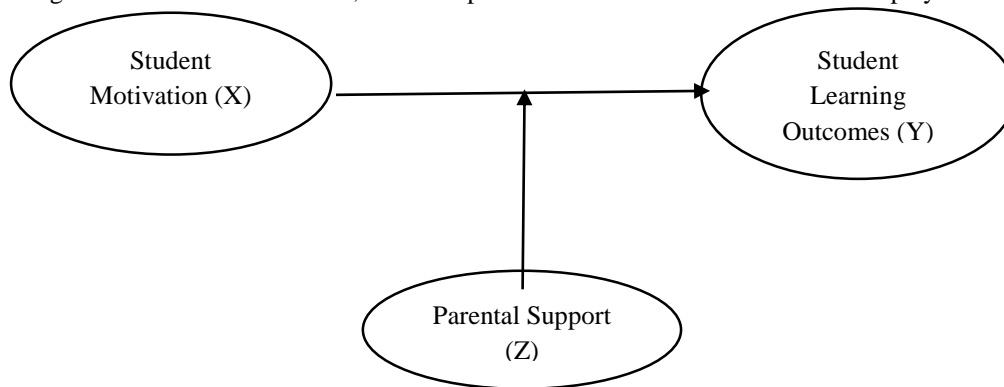 Student
Motivation (X)
Student
Learning
Outcomes (Y)
Parental Support
(Z)